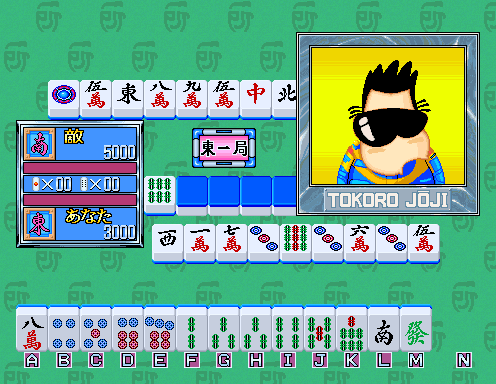 伍萬 東 八萬 九萬 伍萬 中 北
南 敵
5000
×00 ×00
東 あなた
3000
東一局
TOKORO JŌJI
西 一萬 七萬 六萬 伍萬
八萬 南 發
A B C D E F G H I J K L M N